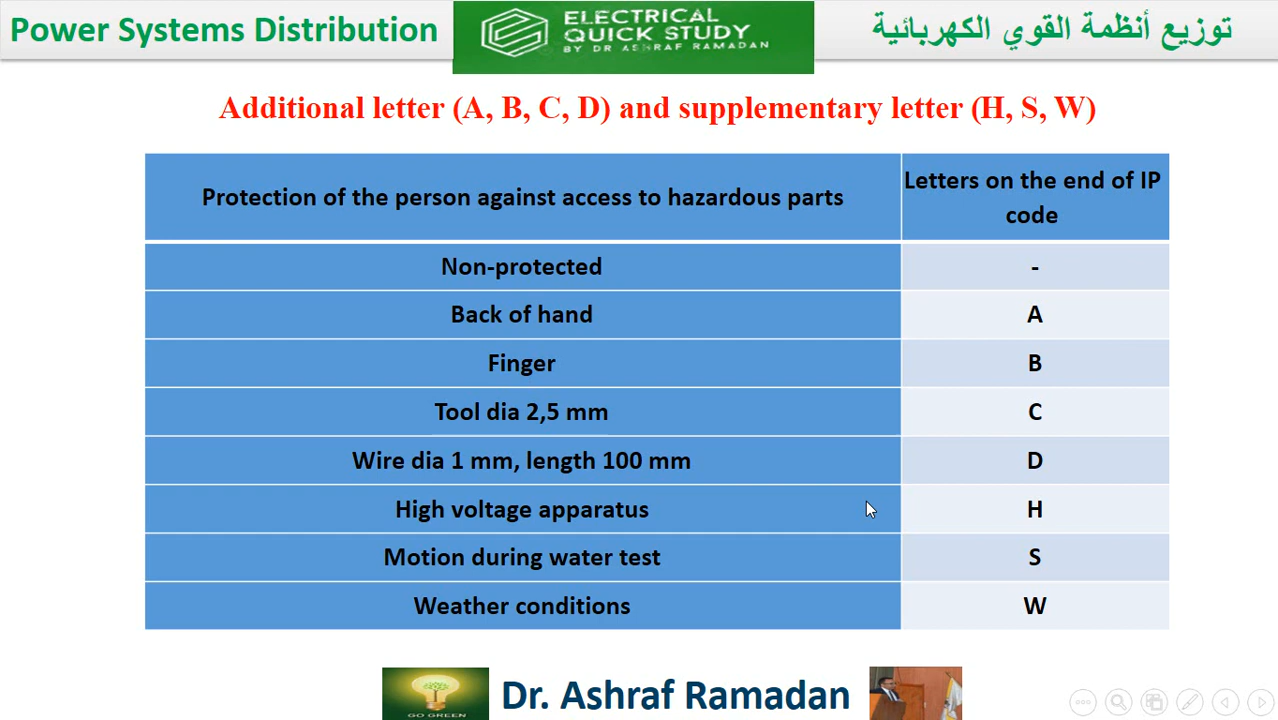 Power Systems Distribution
ELECTRICAL
QUICK STUDY
BY DR ASHRAF RAMADAN
توزيع أنظمة القوي الكهربائية
Additional letter (A, B, C, D) and supplementary letter (H, S, W)
Protection of the person against access to hazardous parts
Letters on the end of IP
code
Non-protected
-
Back of hand
A
Finger
B
Tool dia 2,5 mm
C
Wire dia 1 mm, length 100 mm
D
High voltage apparatus
H
Motion during water test
S
Weather conditions
W
GO GREEN
Dr. Ashraf Ramadan